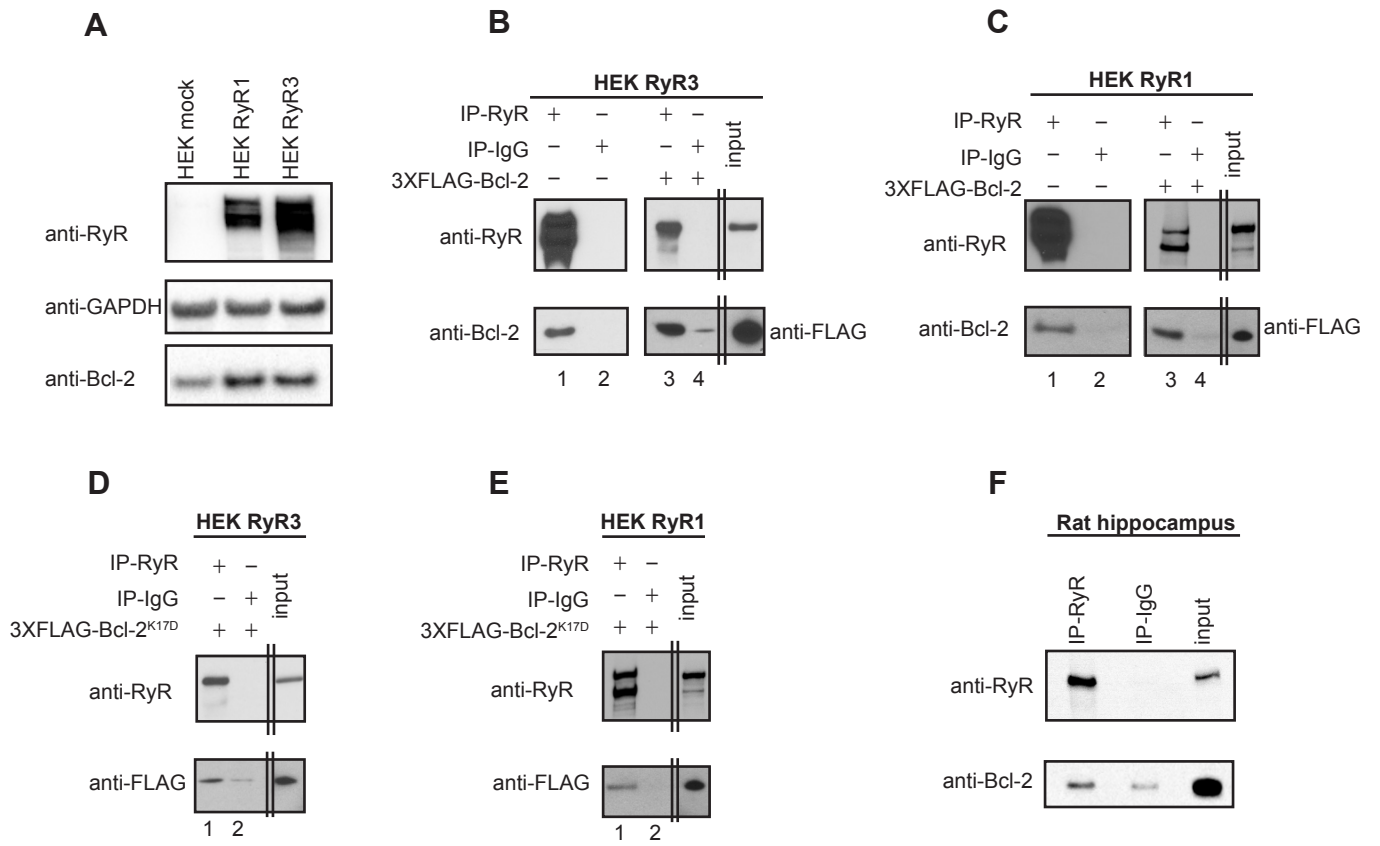 A
HEK mock
HEK RyR1
HEK RyR3
anti-RyR
anti-GAPDH
anti-Bcl-2
B
HEK RyR3
IP-RyR + – + –
IP-IgG – + – +
3XFLAG-Bcl-2 – – + +
input
anti-RyR
anti-Bcl-2
anti-FLAG
1 2 3 4
C
HEK RyR1
IP-RyR + – + –
IP-IgG – + – +
3XFLAG-Bcl-2 – – + +
input
anti-RyR
anti-Bcl-2
anti-FLAG
1 2 3 4
D
HEK RyR3
IP-RyR + –
IP-IgG – +
3XFLAG-Bcl-2K17D + +
input
anti-RyR
anti-FLAG
1 2
E
HEK RyR1
IP-RyR + –
IP-IgG – +
3XFLAG-Bcl-2K17D + +
input
anti-RyR
anti-FLAG
1 2
F
Rat hippocampus
IP-RyR
IP-IgG
input
anti-RyR
anti-Bcl-2